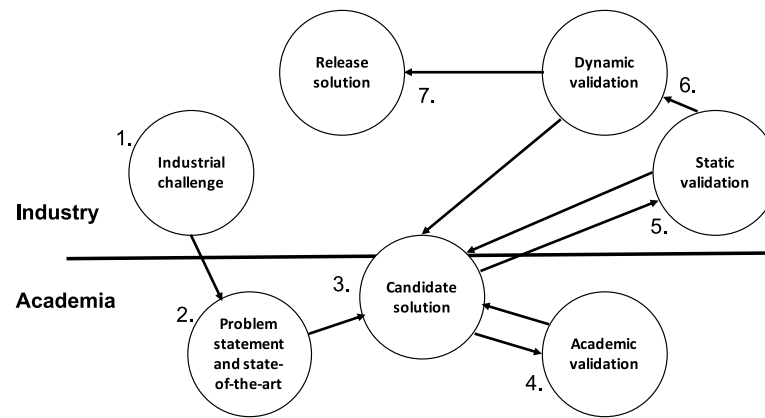 Release
solution
7.
Dynamic
validation
6.
1.
Industrial
challenge
Static
validation
5.
Industry
Academia
2.
Problem
statement
and state-
of-the-art
3.
Candidate
solution
4.
Academic
validation